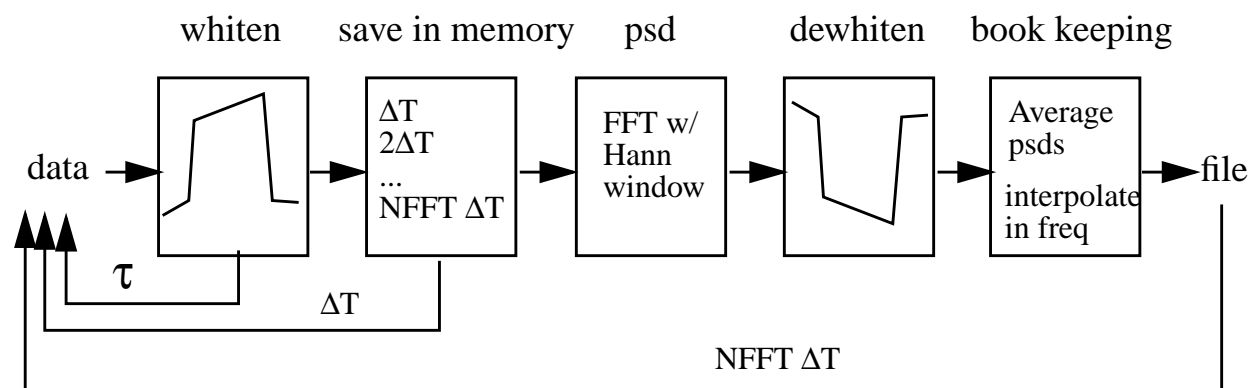 whiten save in memory psd dewhiten book keeping
data
ΔT
2ΔT
...
NFFT ΔT
FFT w/
Hann
window
Average
psds
interpolate
in freq
file
τ
ΔT
NFFT ΔT